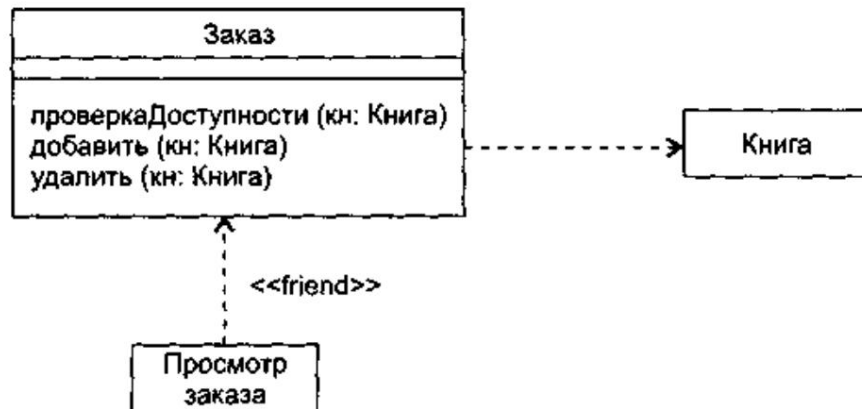 Заказ
проверкаДоступности (кн: Книга)
добавить (кн: Книга)
удалить (кн: Книга)
Книга
<<friend>>
Просмотр
заказа